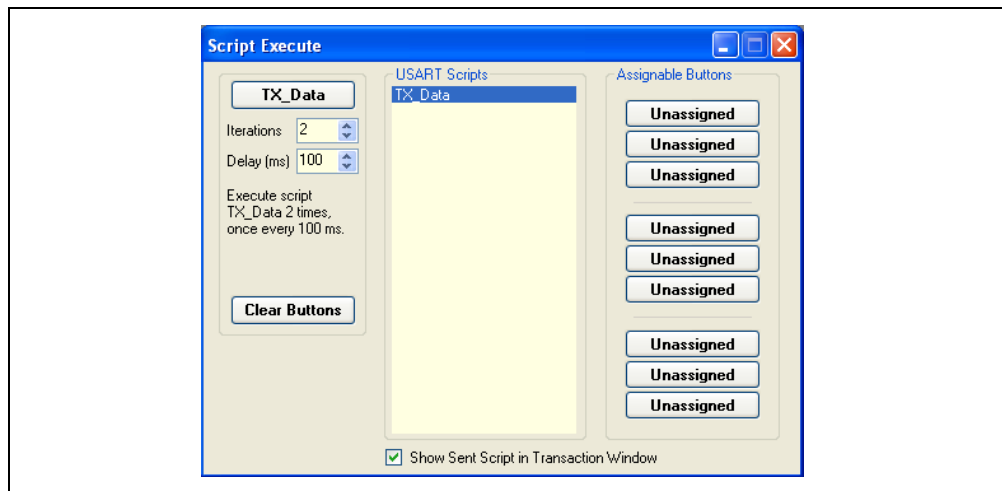 Script Execute
TX_Data
Iterations 2
Delay (ms) 100
Execute script
TX_Data 2 times,
once every 100 ms.
Clear Buttons
USART Scripts
TX_Data
Assignable Buttons
Unassigned
Unassigned
Unassigned
Unassigned
Unassigned
Unassigned
Unassigned
Unassigned
Unassigned
Show Sent Script in Transaction Window